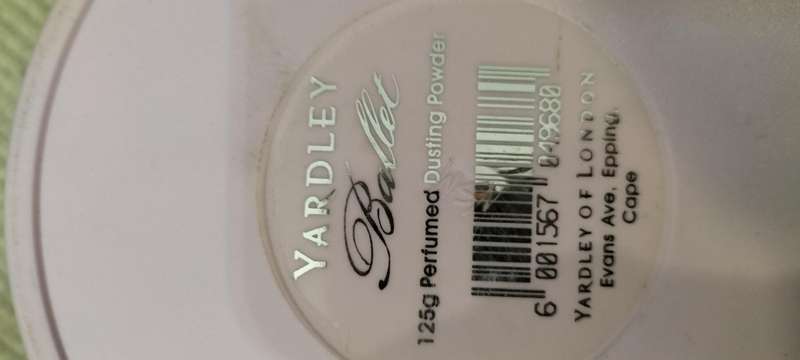 YARDLEY
Ballet
125g Perfumed Dusting Powder
6 001567 049680
YARDLEY OF LONDON
Evans Ave, Epping,
Cape